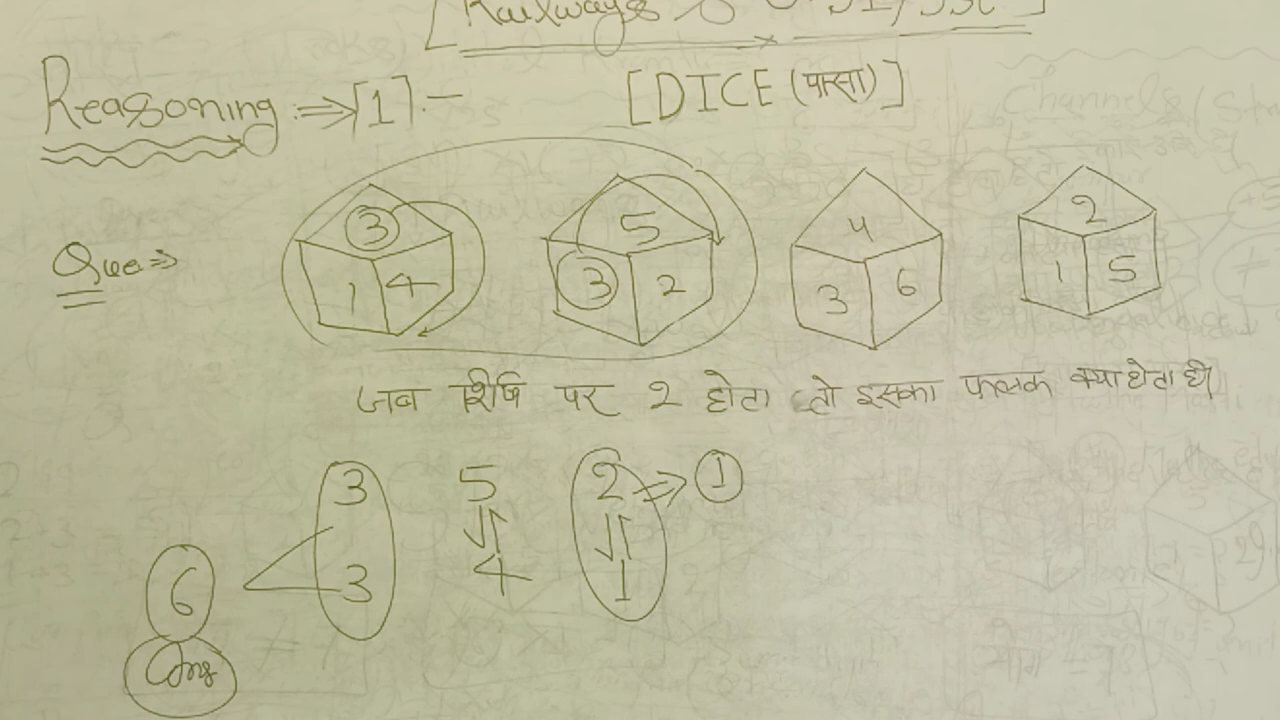 [Railways
Reasoning ⇒ [1] :- [DICE (पासा)]
Que ⇒ 3 1 4 5 3 2 4 3 6 2 1 5
जब शिर्षि पर 2 होता तो इसका फलक क्या होता है।
3 5 2 ⇒ 1
6 3 4 1
Ans